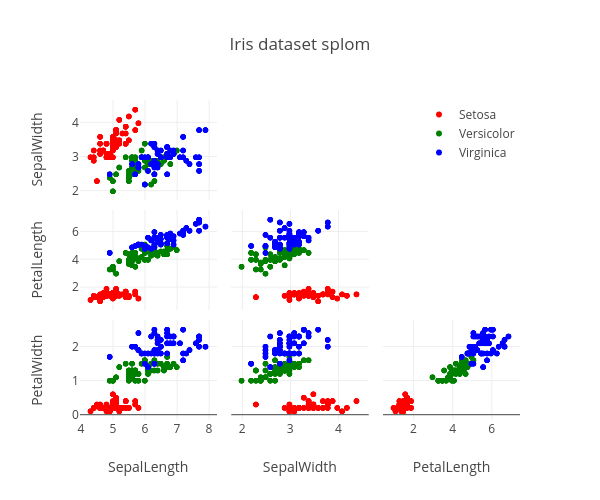 Iris dataset splom
Setosa
Versicolor
Virginica
SepalWidth
4
3
2
PetalLength
6
4
2
PetalWidth
2
1
0
4 5 6 7 8
2 3 4
2 4 6
SepalLength SepalWidth PetalLength